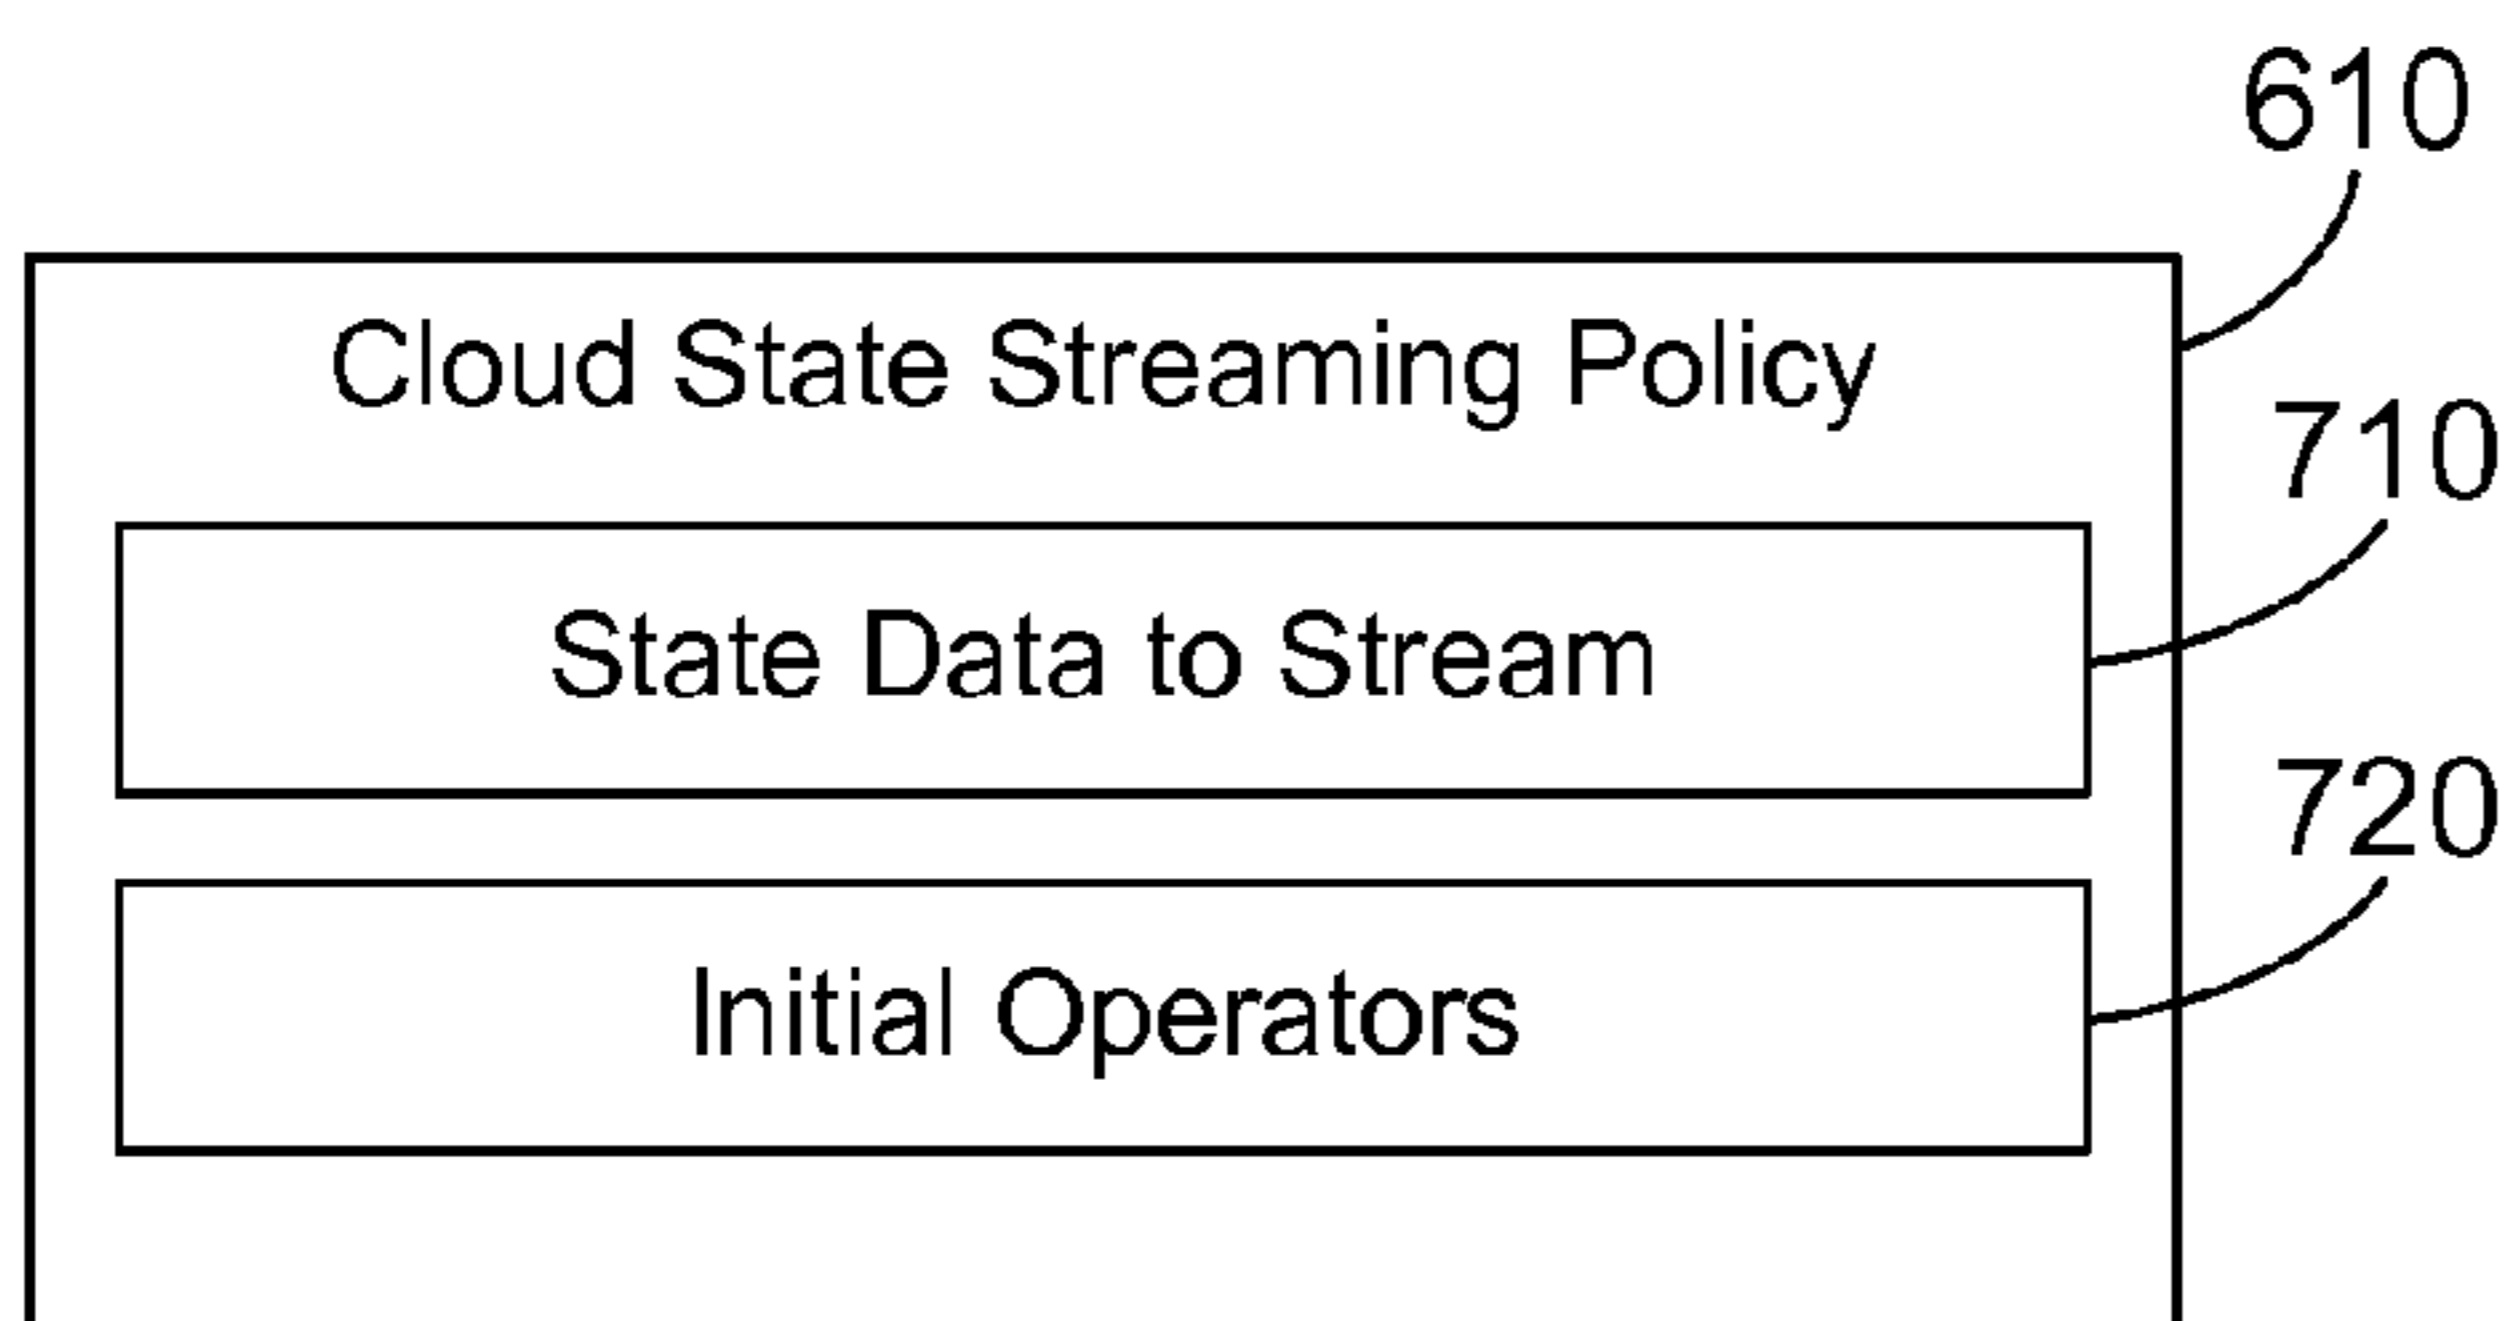 610
Cloud State Streaming Policy
710
State Data to Stream
720
Initial Operators